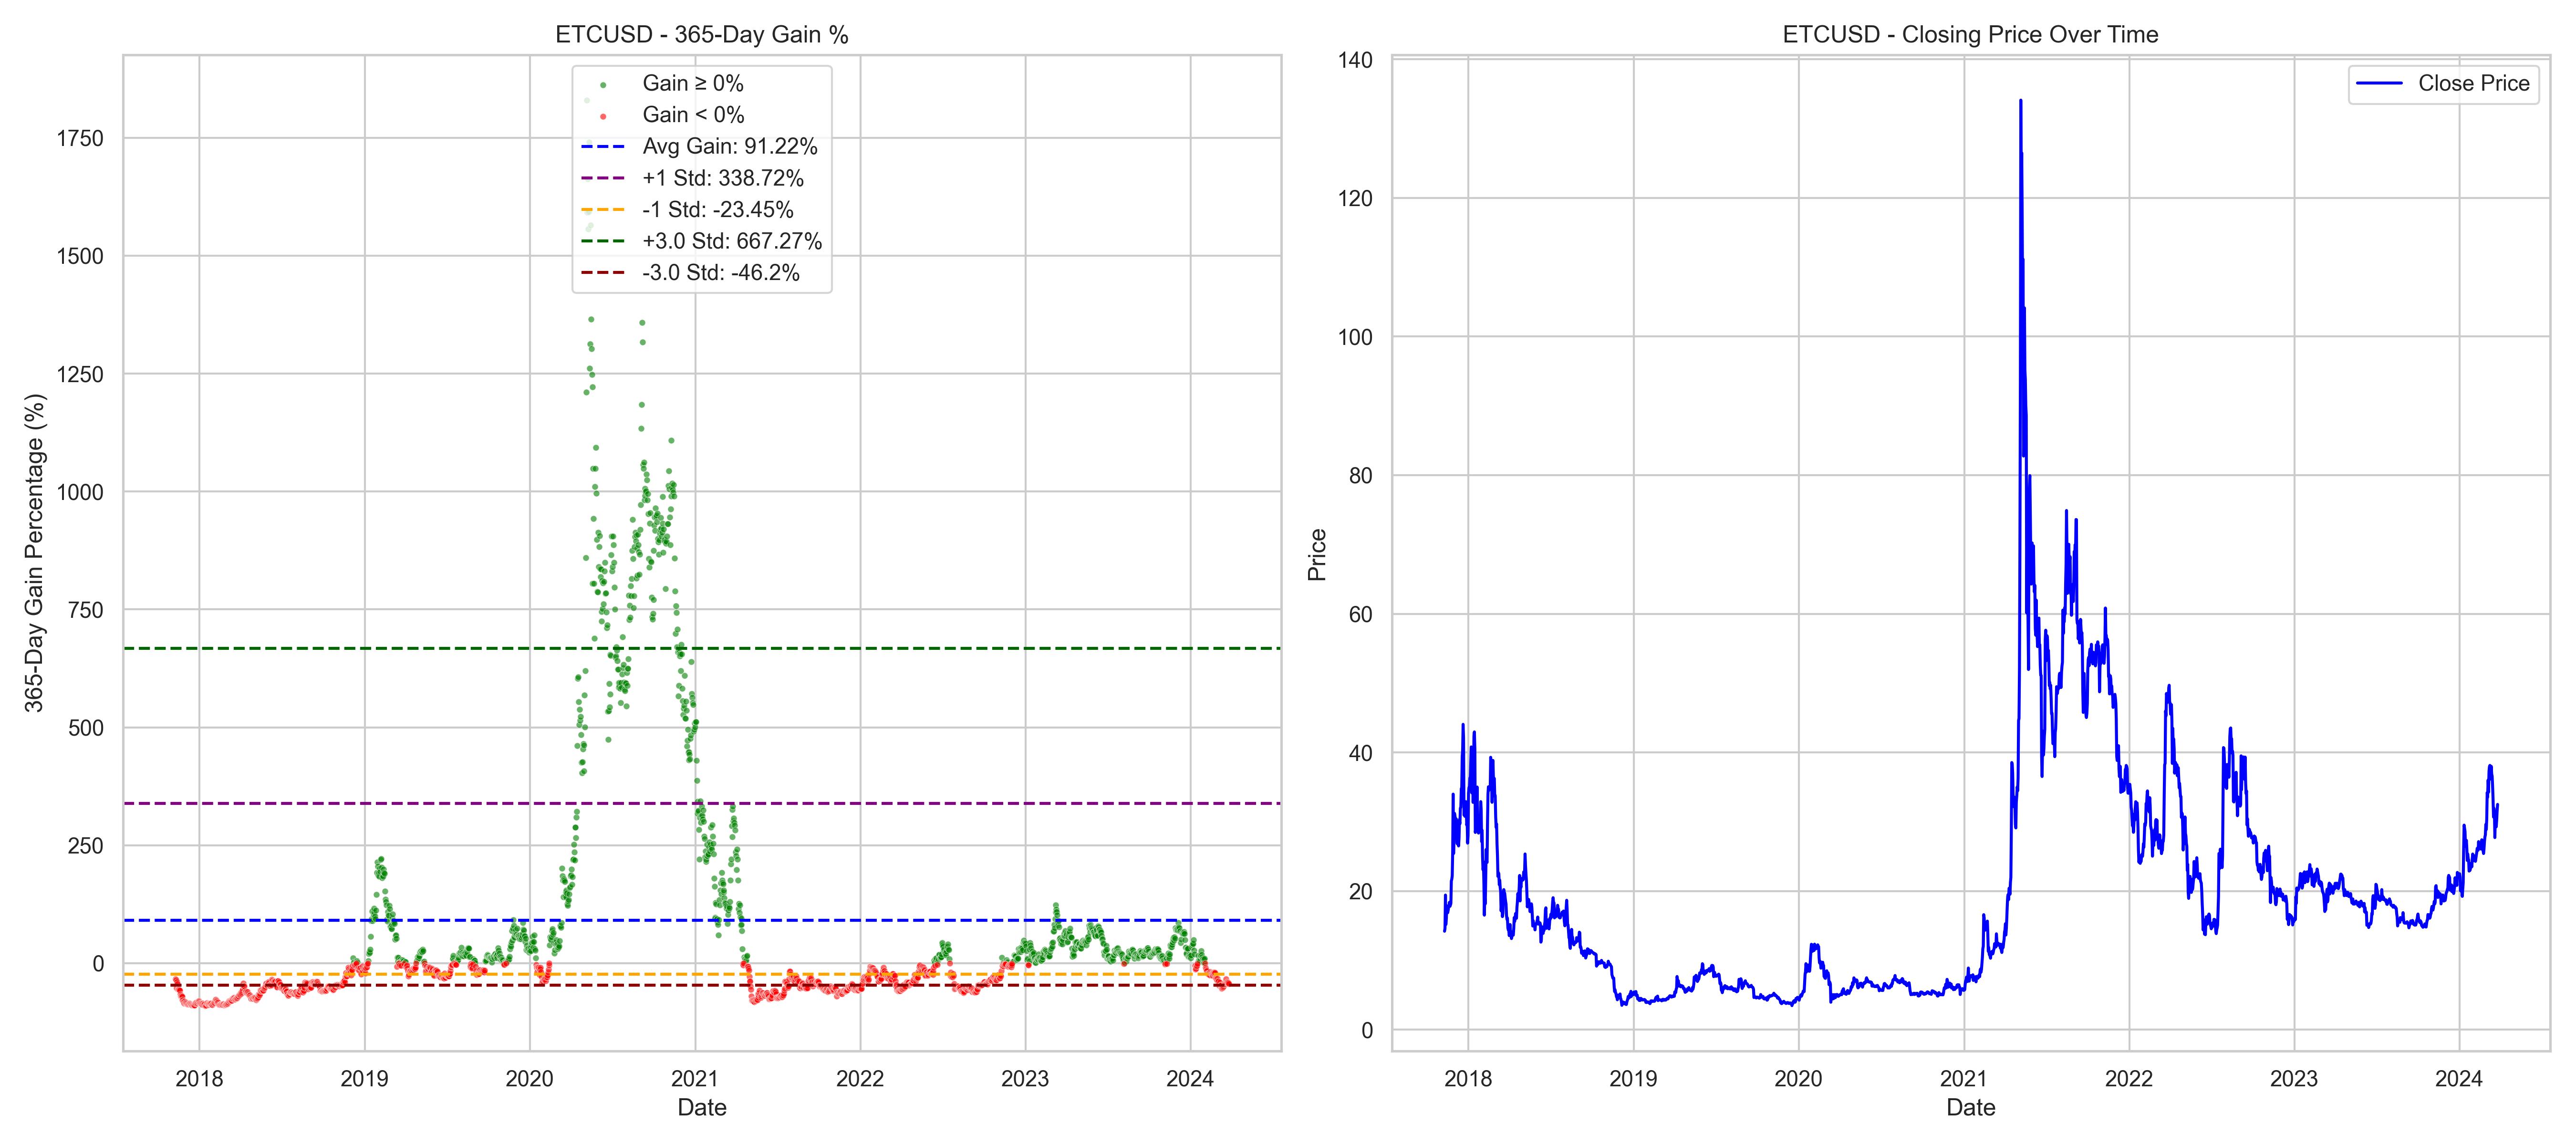 ETCUSD - 365-Day Gain %
365-Day Gain Percentage (%)
1750
1500
1250
1000
750
500
250
0
Gain ≥ 0%
Gain < 0%
Avg Gain: 91.22%
+1 Std: 338.72%
-1 Std: -23.45%
+3.0 Std: 667.27%
-3.0 Std: -46.2%
2018 2019 2020 2021 2022 2023 2024
Date
ETCUSD - Closing Price Over Time
Price
140
120
100
80
60
40
20
0
Close Price
2018 2019 2020 2021 2022 2023 2024
Date